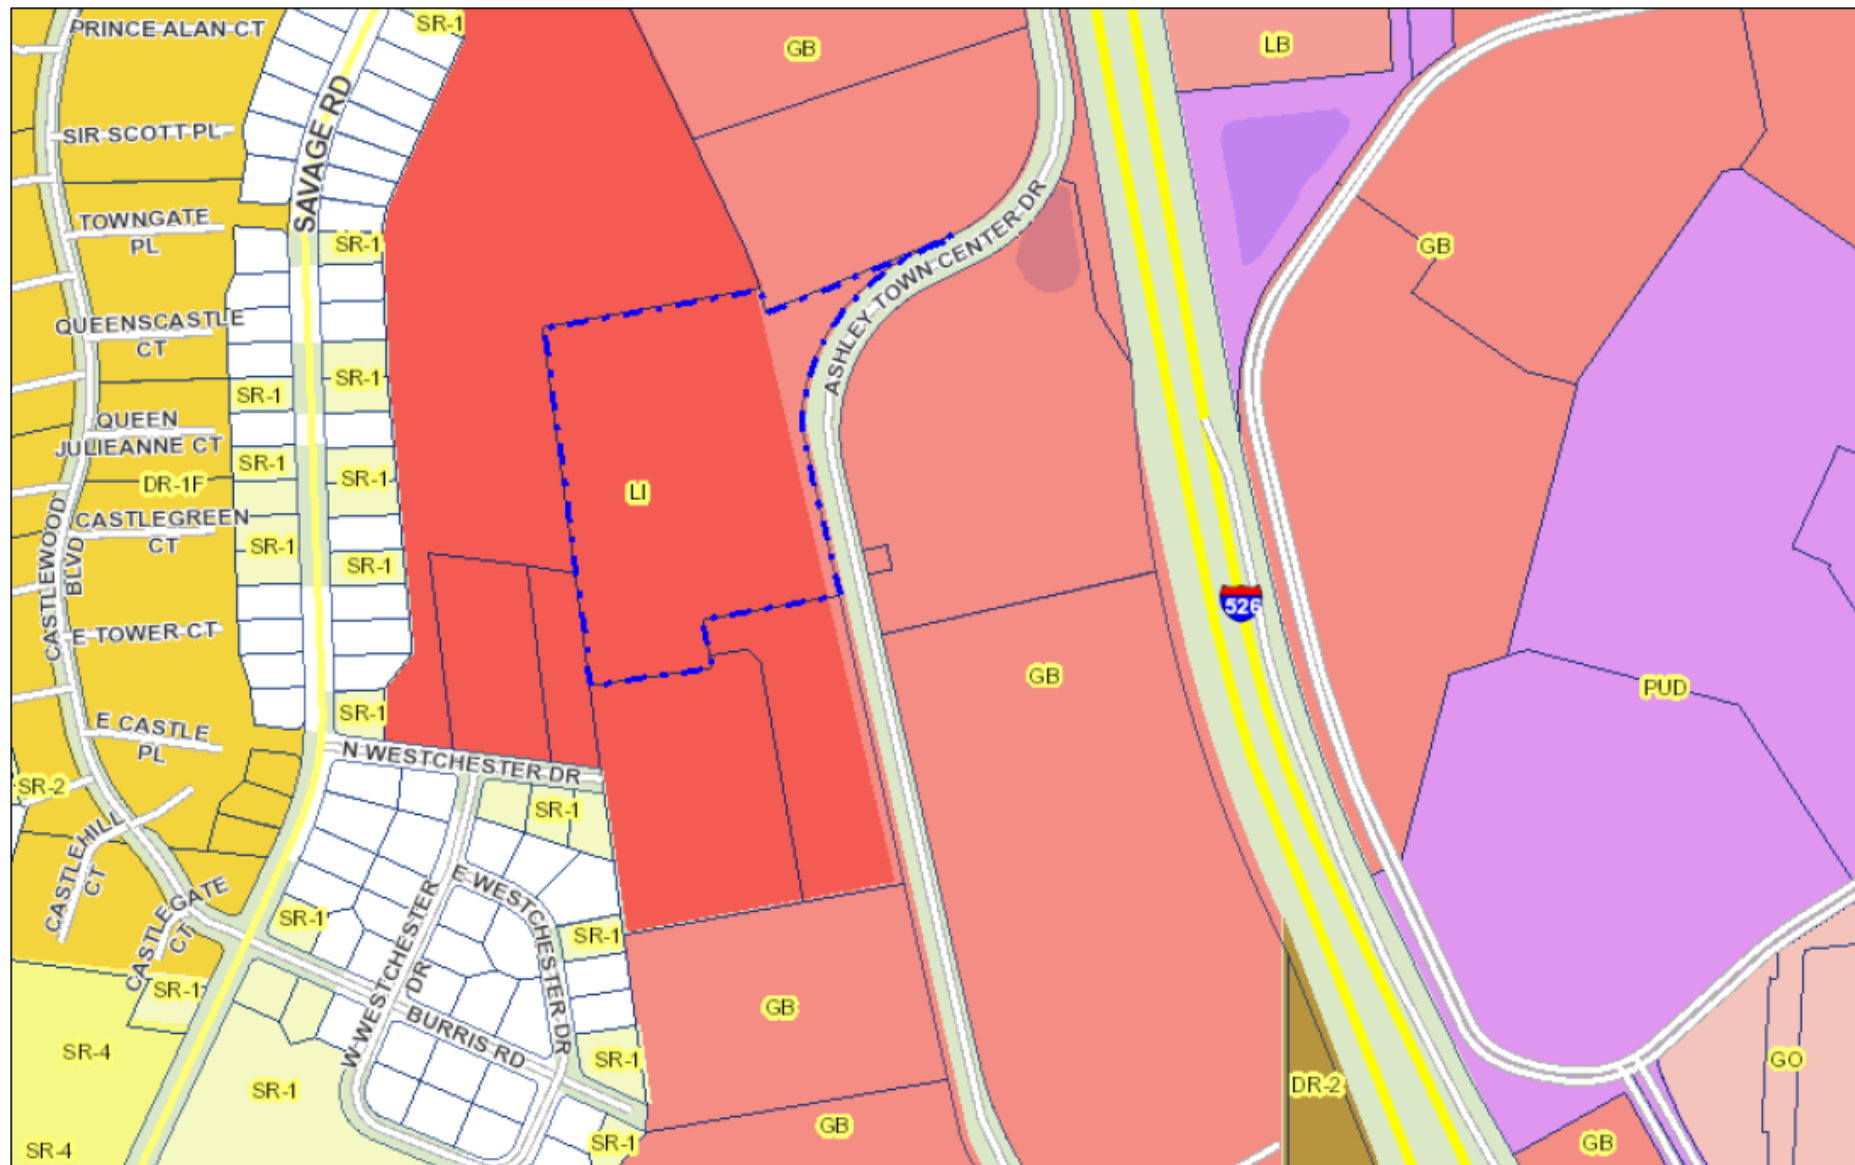 PRINCE ALAN CT
SR-1
GB
LB
SIR SCOTT PL
SAVAGE RD
TOWNGATE
PL
SR-1
ASHLEY TOWN CENTER DR
GB
QUEENSCASTLE
CT
SR-1
SR-1
QUEEN
JULIEANNE CT
SR-1
SR-1
DR-1F
LI
CASTLEGREEN
CT
SR-1
SR-1
CASTLEWOOD
BLVD
526
E TOWER CT
GB
PUD
E CASTLE
PL
SR-1
N WESTCHESTER DR
SR-2
SR-1
CASTLEHILL
CT
CASTLEGATE
CT
SR-1
W WESTCHESTER
DR
E WESTCHESTER DR
SR-1
SR-1
BURRIS RD
GB
SR-4
SR-1
SR-1
DR-2
GO
SR-4
SR-1
GB
GB